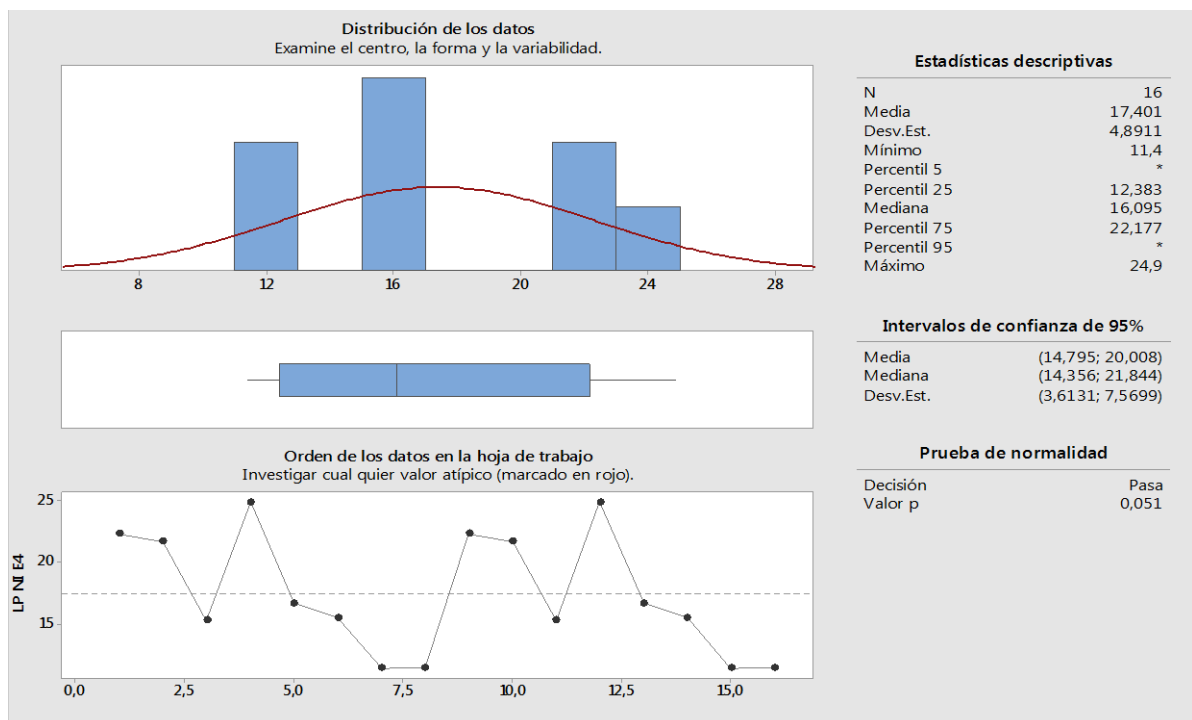 Distribución de los datos
Examine el centro, la forma y la variabilidad.
8 12 16 20 24 28
Orden de los datos en la hoja de trabajo
Investigar cual quier valor atípico (marcado en rojo).
LP NI E4
25
20
15
0,0 2,5 5,0 7,5 10,0 12,5 15,0
Estadísticas descriptivas
N 16
Media 17,401
Desv.Est. 4,8911
Mínimo 11,4
Percentil 5 *
Percentil 25 12,383
Mediana 16,095
Percentil 75 22,177
Percentil 95 *
Máximo 24,9
Intervalos de confianza de 95%
Media (14,795; 20,008)
Mediana (14,356; 21,844)
Desv.Est. (3,6131; 7,5699)
Prueba de normalidad
Decisión Pasa
Valor p 0,051